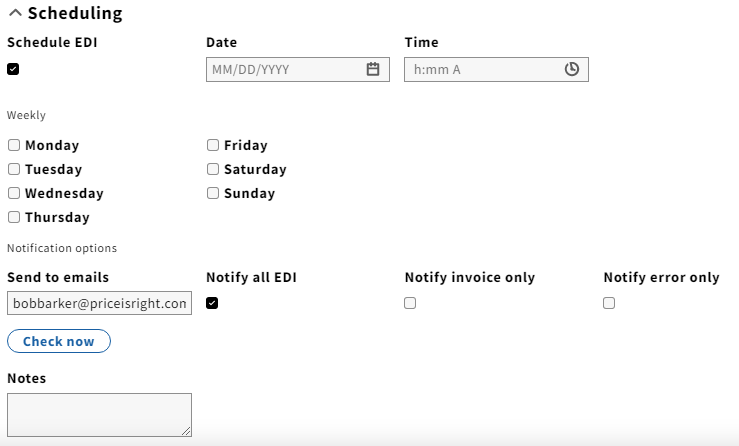 Scheduling
Schedule EDI Date Time
MM/DD/YYYY h:mm A
Weekly
Monday Friday
Tuesday Saturday
Wednesday Sunday
Thursday
Notification options
Send to emails Notify all EDI Notify invoice only Notify error only
bobbarker@priceisright.com
Check now
Notes